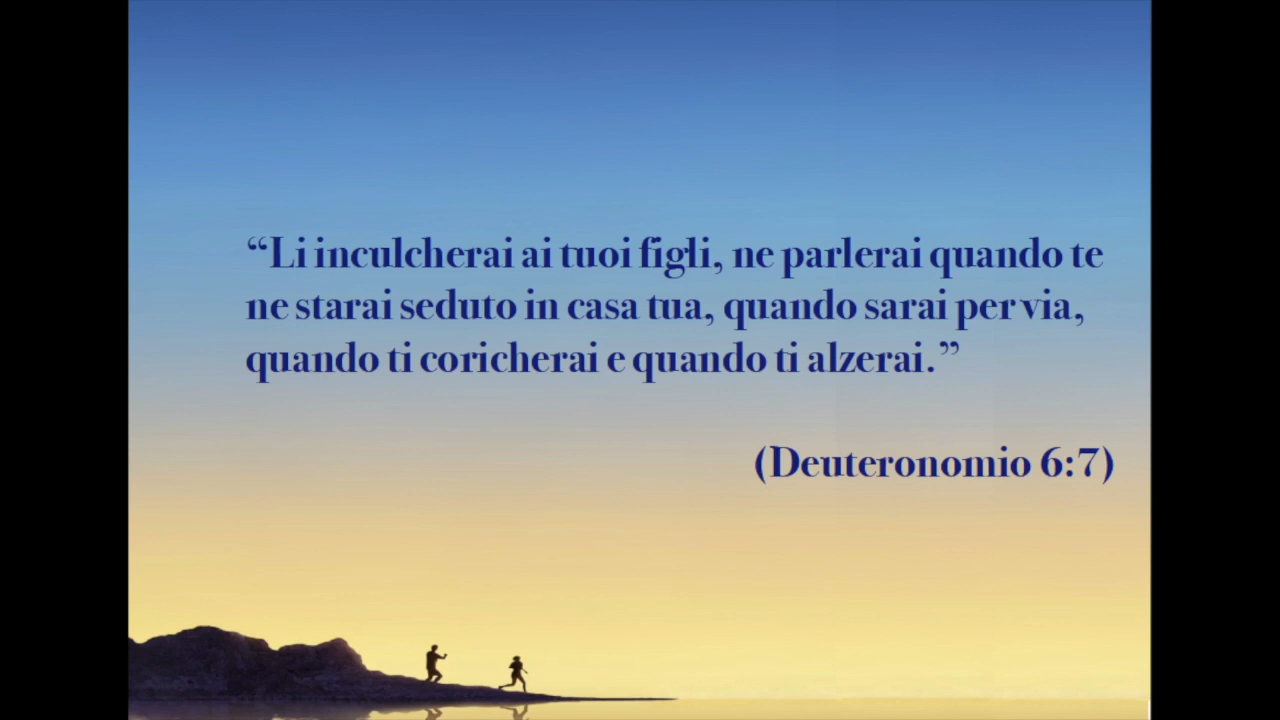 “Li inculcherai ai tuoi figli, ne parlerai quando te
ne starai seduto in casa tua, quando sarai per via,
quando ti coricherai e quando ti alzerai.”
(Deuteronomio 6:7)